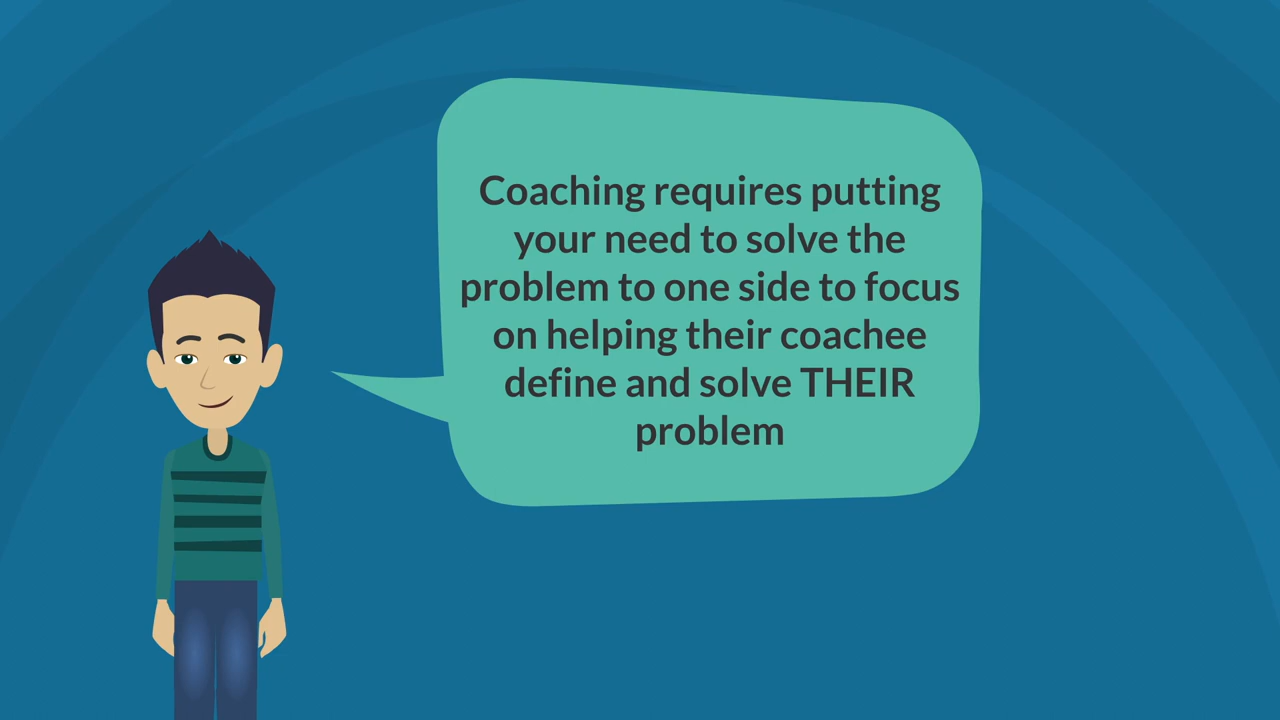 Coaching requires putting
your need to solve the
problem to one side to focus
on helping their coachee
define and solve THEIR
problem